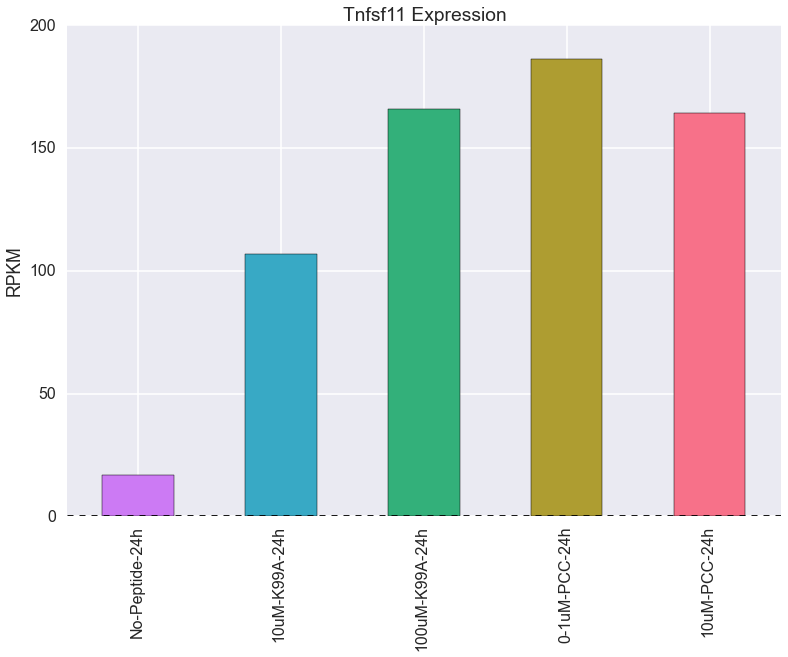 Tnfsf11 Expression
RPKM
200
150
100
50
0
No-Peptide-24h
10uM-K99A-24h
100uM-K99A-24h
0-1uM-PCC-24h
10uM-PCC-24h